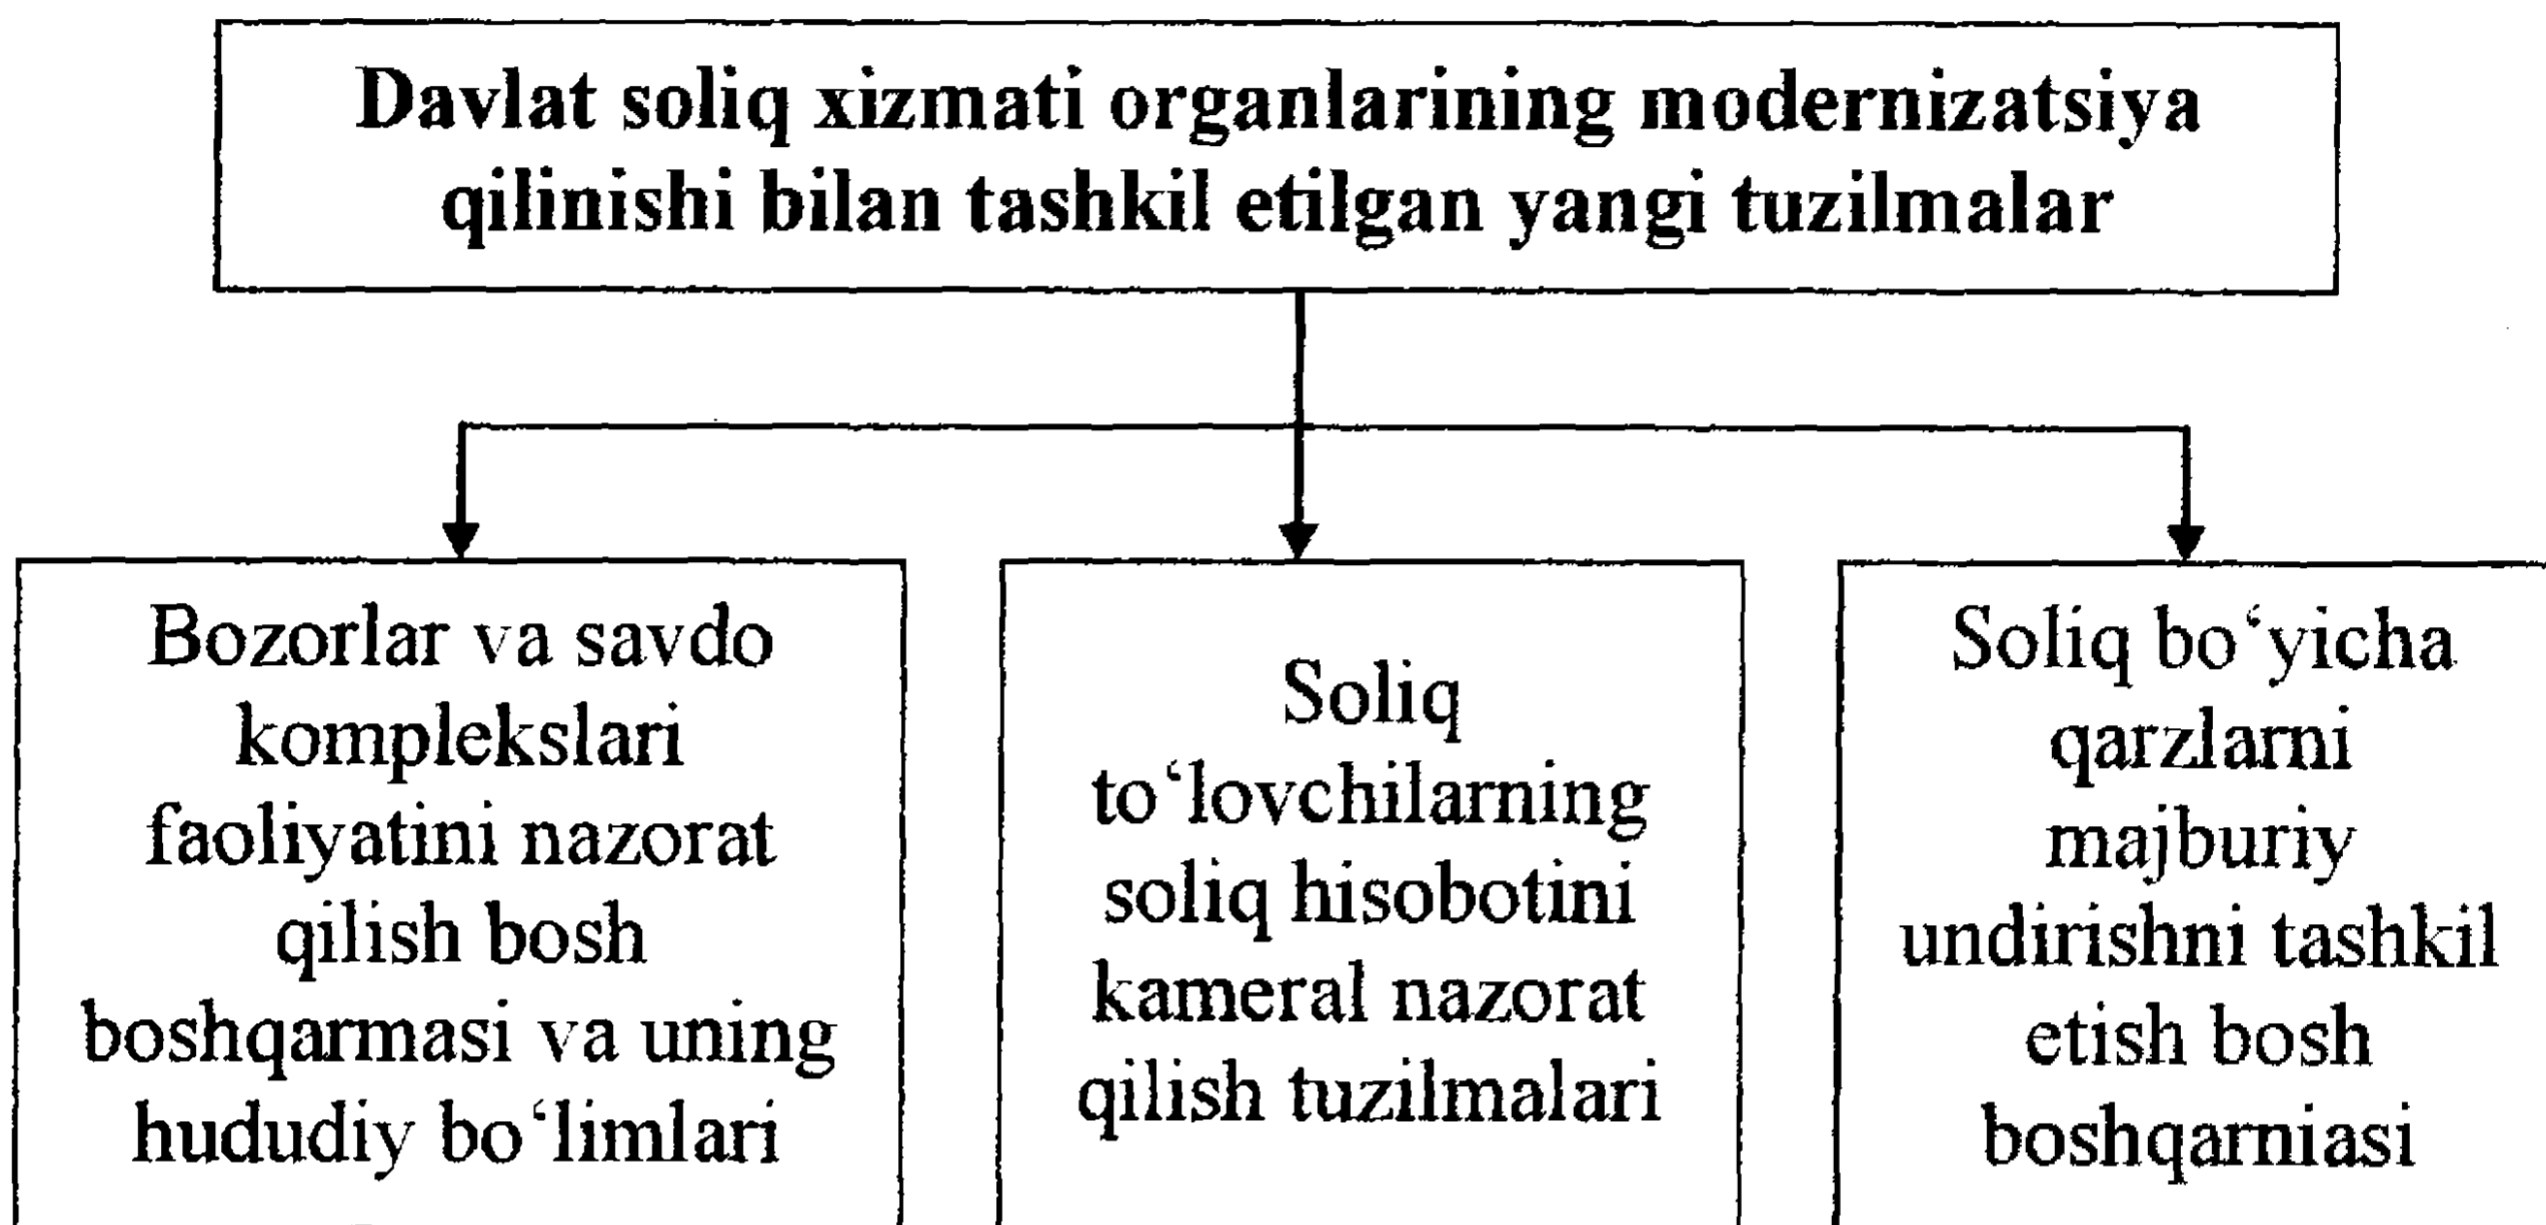 Davlat soliq xizmati organlarining modernizatsiya
qilinishi bilan tashkil etilgan yangi tuzilmalar
Bozorlar va savdo
komplekslari
faoliyatini nazorat
qilish bosh
boshqarmasi va uning
hududiy bo‘limlari
Soliq
to‘lovchilarning
soliq hisobotini
kameral nazorat
qilish tuzilmalari
Soliq bo‘yicha
qarzlarni
majburiy
undirishni tashkil
etish bosh
boshqarniasi